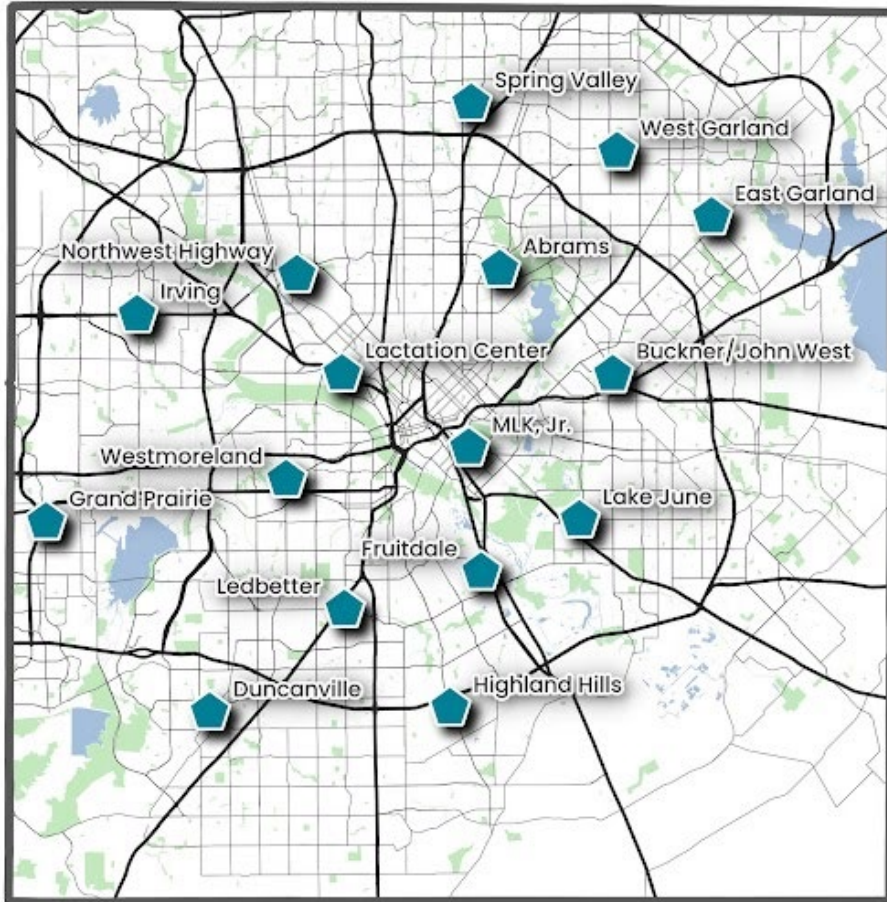 Spring Valley
West Garland
East Garland
Northwest Highway
Abrams
Irving
Lactation Center
Buckner/John West
MLK, Jr.
Westmoreland
Grand Prairie
Lake June
Fruitdale
Ledbetter
Duncanville
Highland Hills